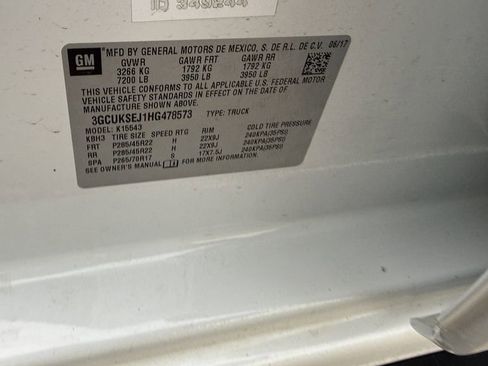 GM
MFD BY GENERAL MOTORS DE MEXICO, S. DE R.L. DE C.V. 06/17
GVWR GAWR FRT GAWR RR
3266 KG 1792 KG 1792 KG
7200 LB 3950 LB 3950 LB
THIS VEHICLE CONFORMS TO ALL APPLICABLE U.S. FEDERAL MOTOR
VEHICLE SAFETY STANDARDS IN EFFECT ON THE DATE OF
MANUFACTURE SHOWN ABOVE.
3GCUKSEJ1HG478573 TYPE: TRUCK
MODEL: K15543
KBH3 TIRE SIZE SPEED RTG RIM COLD TIRE PRESSURE
FRT P285/45R22 H 22X9J 240KPA(35PSI)
RR P285/45R22 H 22X9J 240KPA(35PSI)
SPA P265/70R17 S 17X7.5J 240KPA(35PSI)
SEE OWNER'S MANUAL FOR MORE INFORMATION.